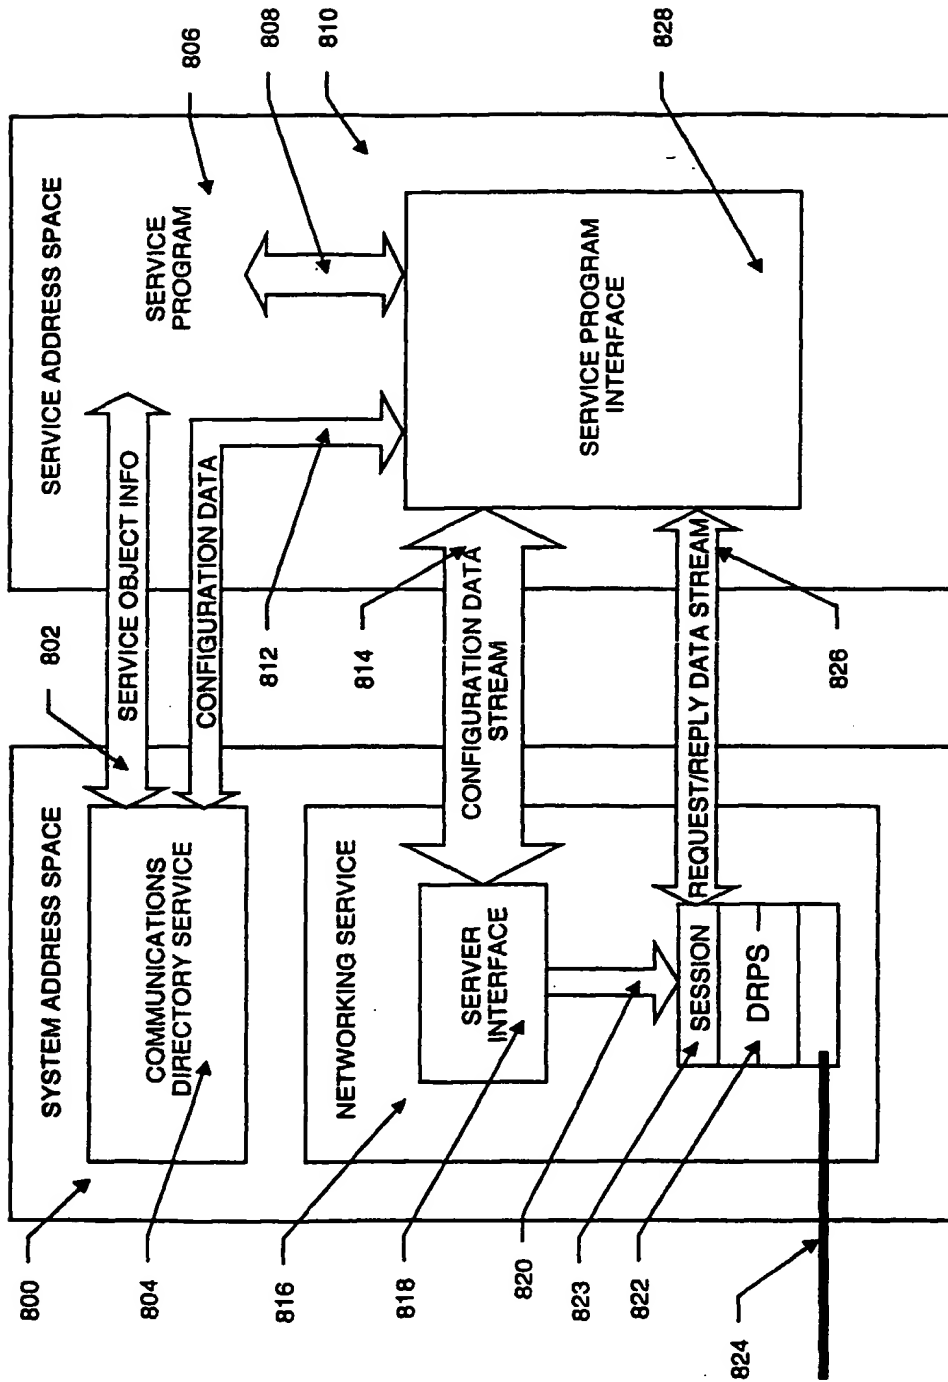 SYSTEM ADDRESS SPACE
COMMUNICATIONS
DIRECTORY SERVICE
NETWORKING SERVICE
SERVER
INTERFACE
SESSION
DRPS
SERVICE OBJECT INFO
CONFIGURATION DATA
CONFIGURATION DATA
STREAM
REQUEST/REPLY DATA STREAM
SERVICE ADDRESS SPACE
SERVICE
PROGRAM
SERVICE PROGRAM
INTERFACE
800
804
816
818
820
823
822
824
802
812
814
826
806
808
810
828